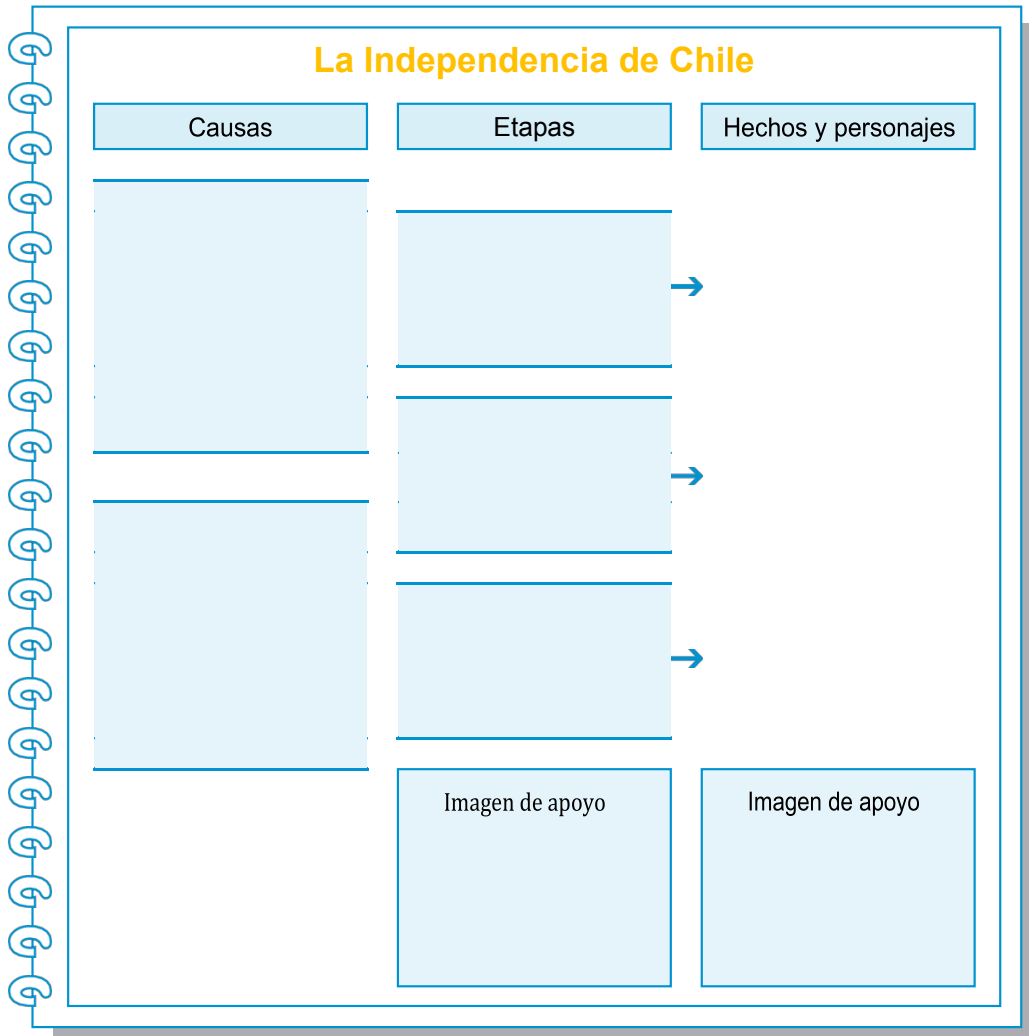 La Independencia de Chile
Causas
Etapas
Hechos y personajes
Imagen de apoyo
Imagen de apoyo